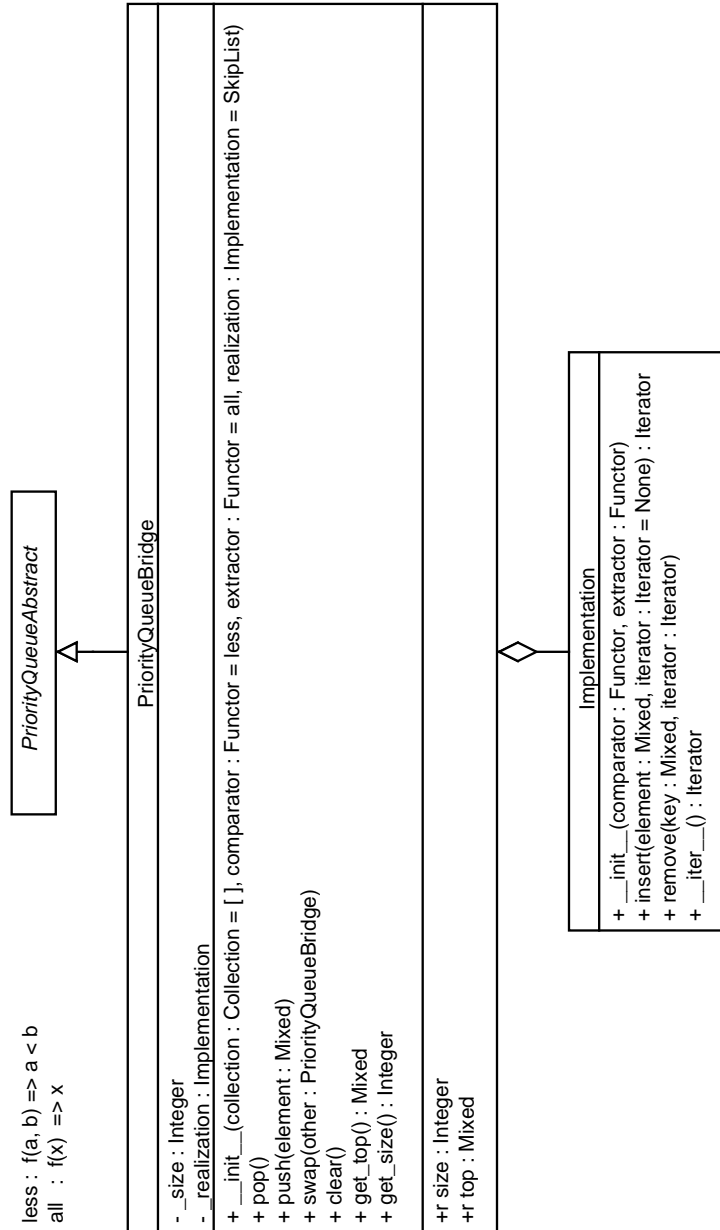 less : f(a, b) => a < b
all : f(x) => x
PriorityQueueAbstract
PriorityQueueBridge
- _size : Integer
- _realization : Implementation
+ __init__(collection : Collection = [ ], comparator : Functor = less, extractor : Functor = all, realization : Implementation = SkipList)
+ pop()
+ push(element : Mixed)
+ swap(other : PriorityQueueBridge)
+ clear()
+ get_top() : Mixed
+ get_size() : Integer
+r size : Integer
+r top : Mixed
Implementation
+ __init__(comparator : Functor, extractor : Functor)
+ insert(element : Mixed, iterator : Iterator = None) : Iterator
+ remove(key : Mixed, iterator : Iterator)
+ __iter__() : Iterator